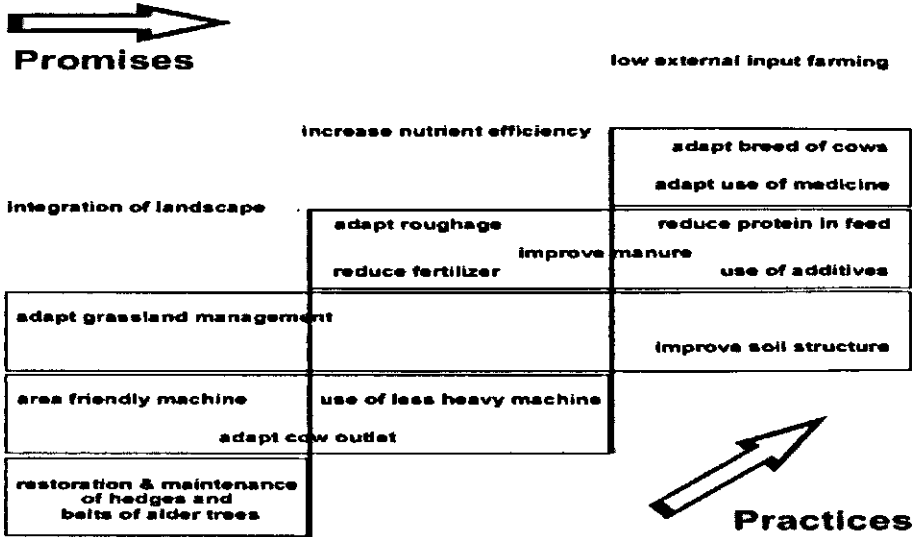 Promises
low external input farming
increase nutrient efficiency
adapt breed of cows
adapt use of medicine
integration of landscape
adapt roughage
reduce protein in feed
improve manure
reduce fertilizer
use of additives
adapt grassland management
improve soil structure
area friendly machine
use of less heavy machine
adapt cow outlet
restoration & maintenance
of hedges and
belts of alder trees
Practices